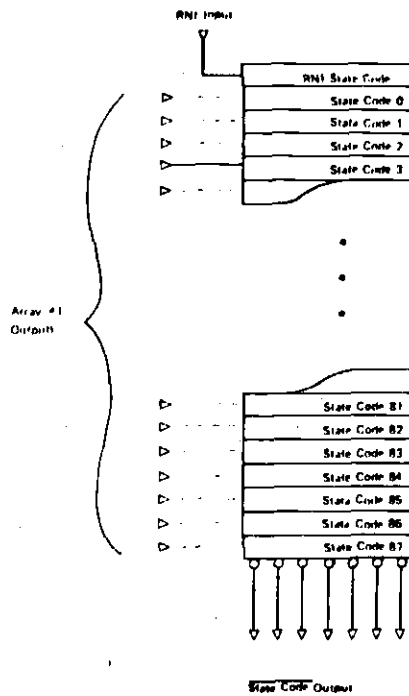 RNI Input
RNI State Code
State Code 0
State Code 1
State Code 2
State Code 3
Array #1
Outputs
State Code 81
State Code 82
State Code 83
State Code 84
State Code 85
State Code 86
State Code 87
State Code Output